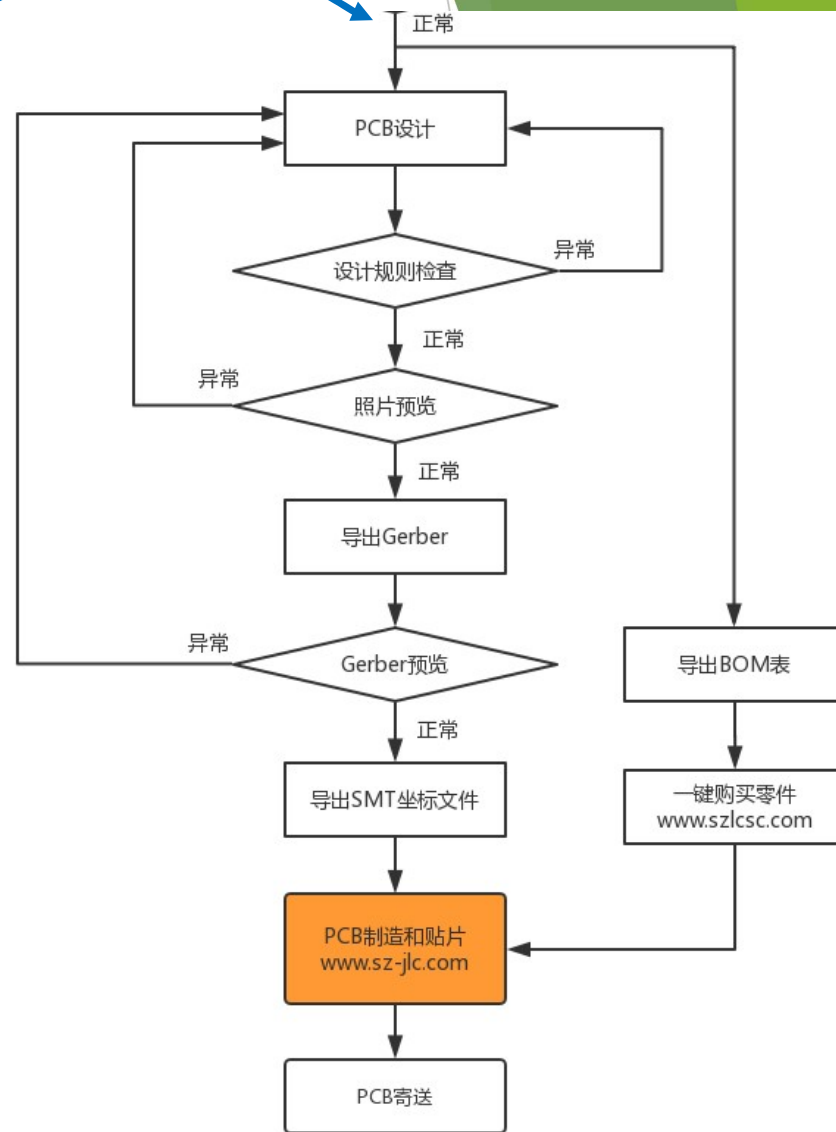 正常
PCB设计
异常
设计规则检查
正常
异常
照片预览
正常
导出Gerber
异常
Gerber预览
导出BOM表
正常
导出SMT坐标文件
一键购买零件
www.szlcsc.com
PCB制造和贴片
www.sz-jlc.com
PCB寄送